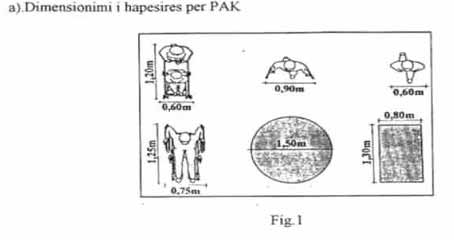 a).Dimensionimi i hapesires per PAK
1,20m
0,60m
0,90m
0,60m
1,25m
0,75m
1,50m
0,80m
1,30m
Fig.1